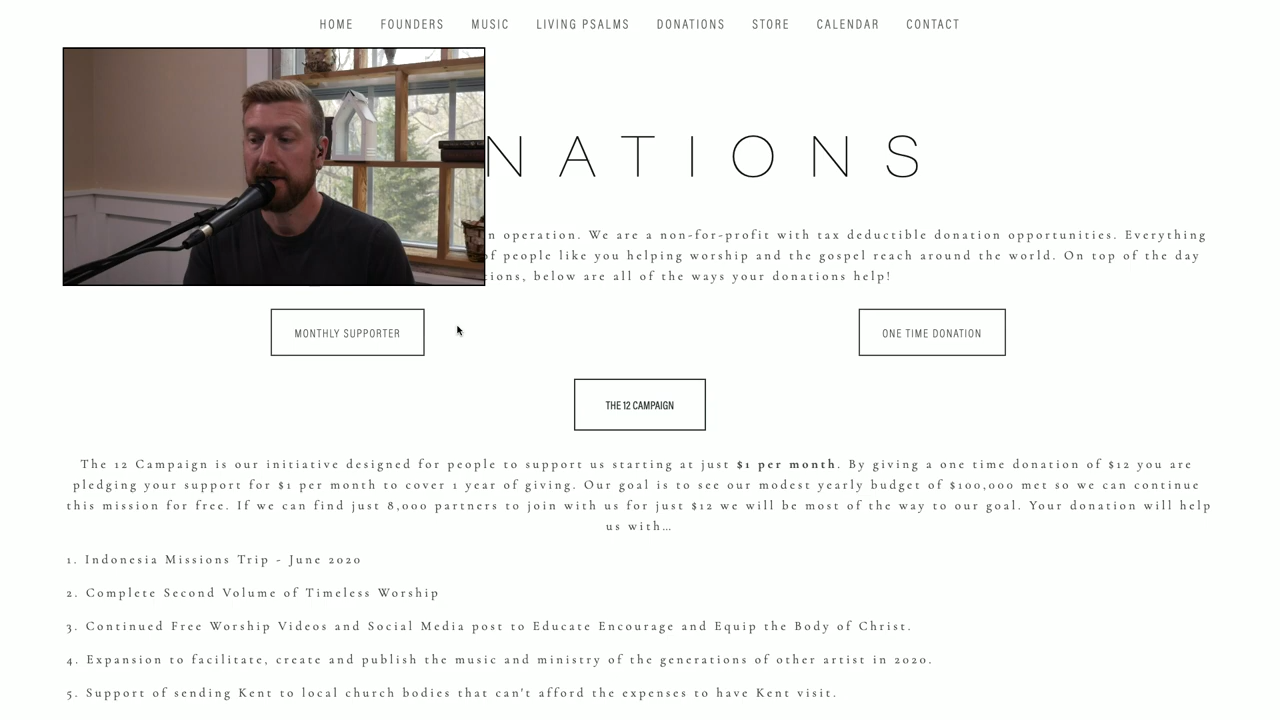 HOME FOUNDERS MUSIC LIVING PSALMS DONATIONS STORE CALENDAR CONTACT
NATIONS
n operation. We are a non-for-profit with tax deductible donation opportunities. Everything
of people like you helping worship and the gospel reach around the world. On top of the day
ions, below are all of the ways your donations help!
MONTHLY SUPPORTER ONE TIME DONATION
THE 12 CAMPAIGN
The 12 Campaign is our initiative designed for people to support us starting at just $1 per month. By giving a one time donation of $12 you are
pledging your support for $1 per month to cover 1 year of giving. Our goal is to see our modest yearly budget of $100,000 met so we can continue
this mission for free. If we can find just 8,000 partners to join with us for just $12 we will be most of the way to our goal. Your donation will help
us with…
1. Indonesia Missions Trip - June 2020
2. Complete Second Volume of Timeless Worship
3. Continued Free Worship Videos and Social Media post to Educate Encourage and Equip the Body of Christ.
4. Expansion to facilitate, create and publish the music and ministry of the generations of other artist in 2020.
5. Support of sending Kent to local church bodies that can't afford the expenses to have Kent visit.